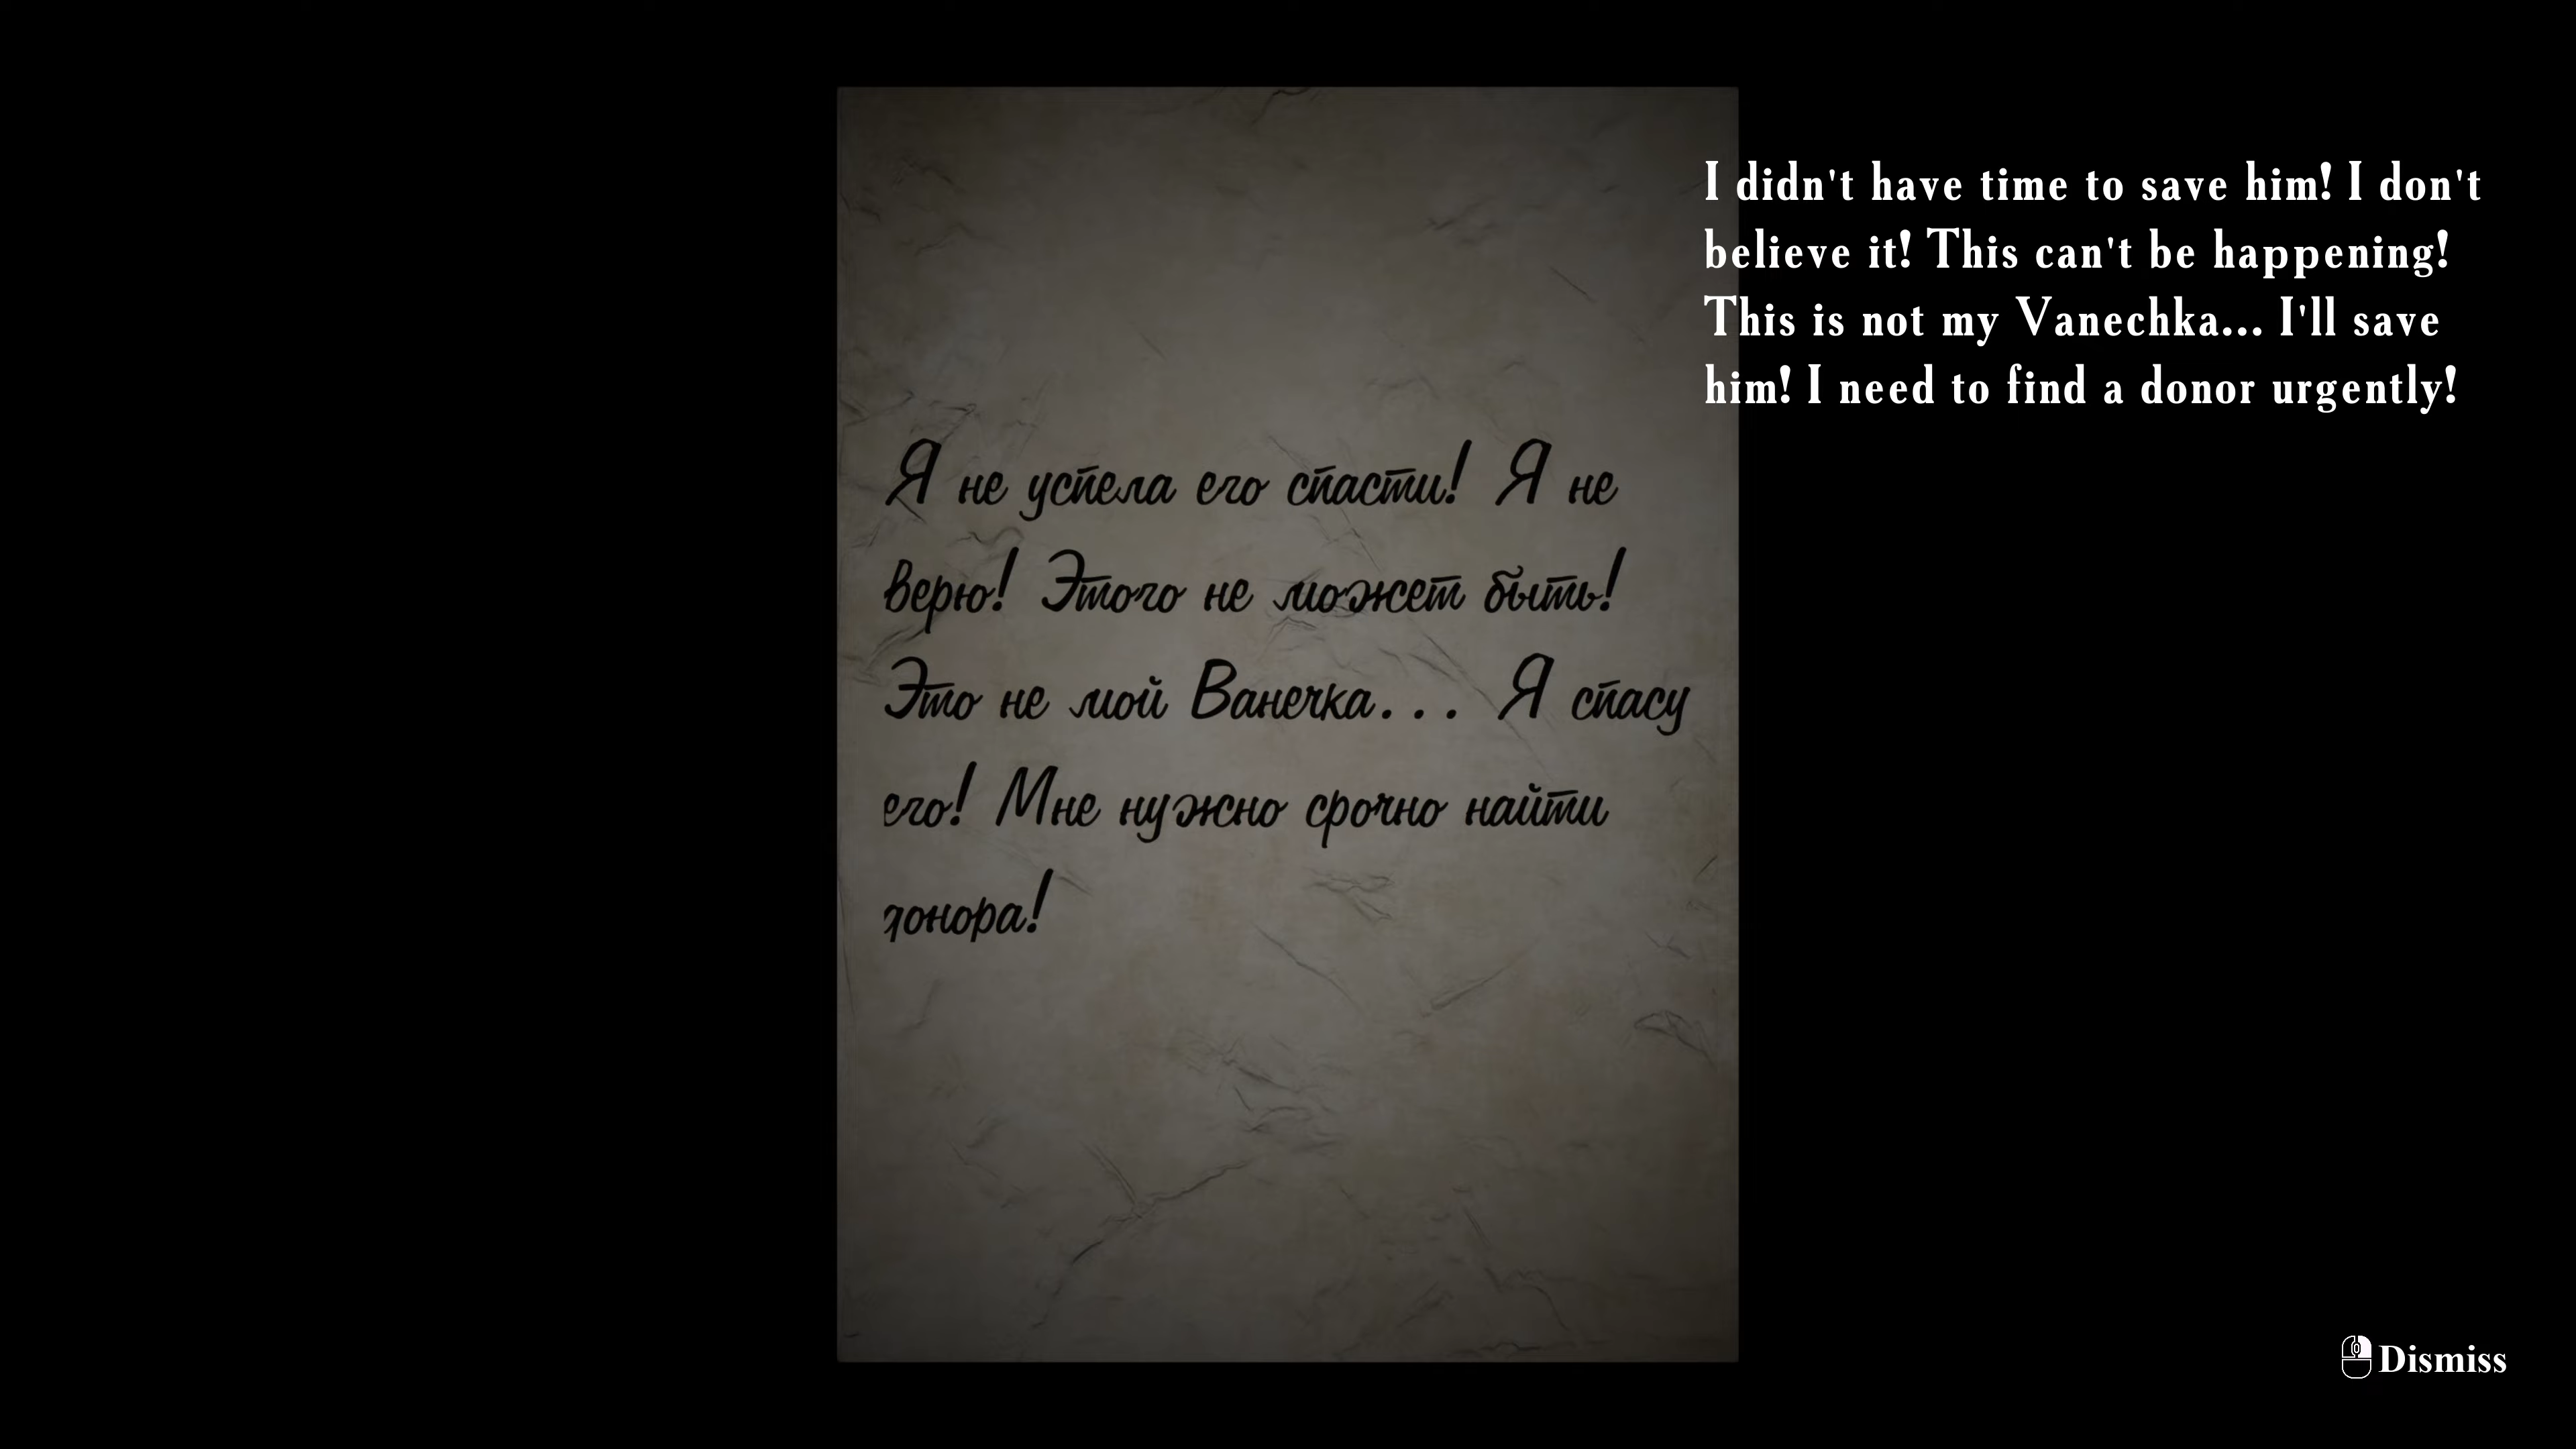 Я не успела его спасти! Я не
верю! Этого не может быть!
Это не мой Ванечка... Я спасу
его! Мне нужно срочно найти
донора!
I didn't have time to save him! I don't
believe it! This can't be happening!
This is not my Vanechka... I'll save
him! I need to find a donor urgently!
Dismiss